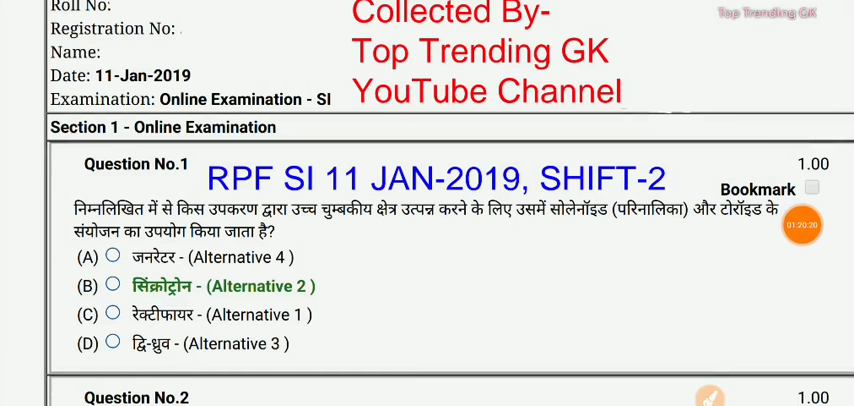 Roll No:
Collected By-
Top Trending GK
Registration No:
Name:
Top Trending GK
Date: 11-Jan-2019
YouTube Channel
Examination: Online Examination - SI
Section 1 - Online Examination
Question No.1
1.00
RPF SI 11 JAN-2019, SHIFT-2
Bookmark
निम्नलिखित में से किस उपकरण द्वारा उच्च चुम्बकीय क्षेत्र उत्पन्न करने के लिए उसमें सोलेनॉइड (परिनालिका) और टोरॉइड के
01:20:20
संयोजन का उपयोग किया जाता है?
(A) जनरेटर - (Alternative 4 )
(B) सिंक्रोट्रोन - (Alternative 2 )
(C) रेक्टीफायर - (Alternative 1 )
(D) द्वि-ध्रुव - (Alternative 3 )
Question No.2
1.00